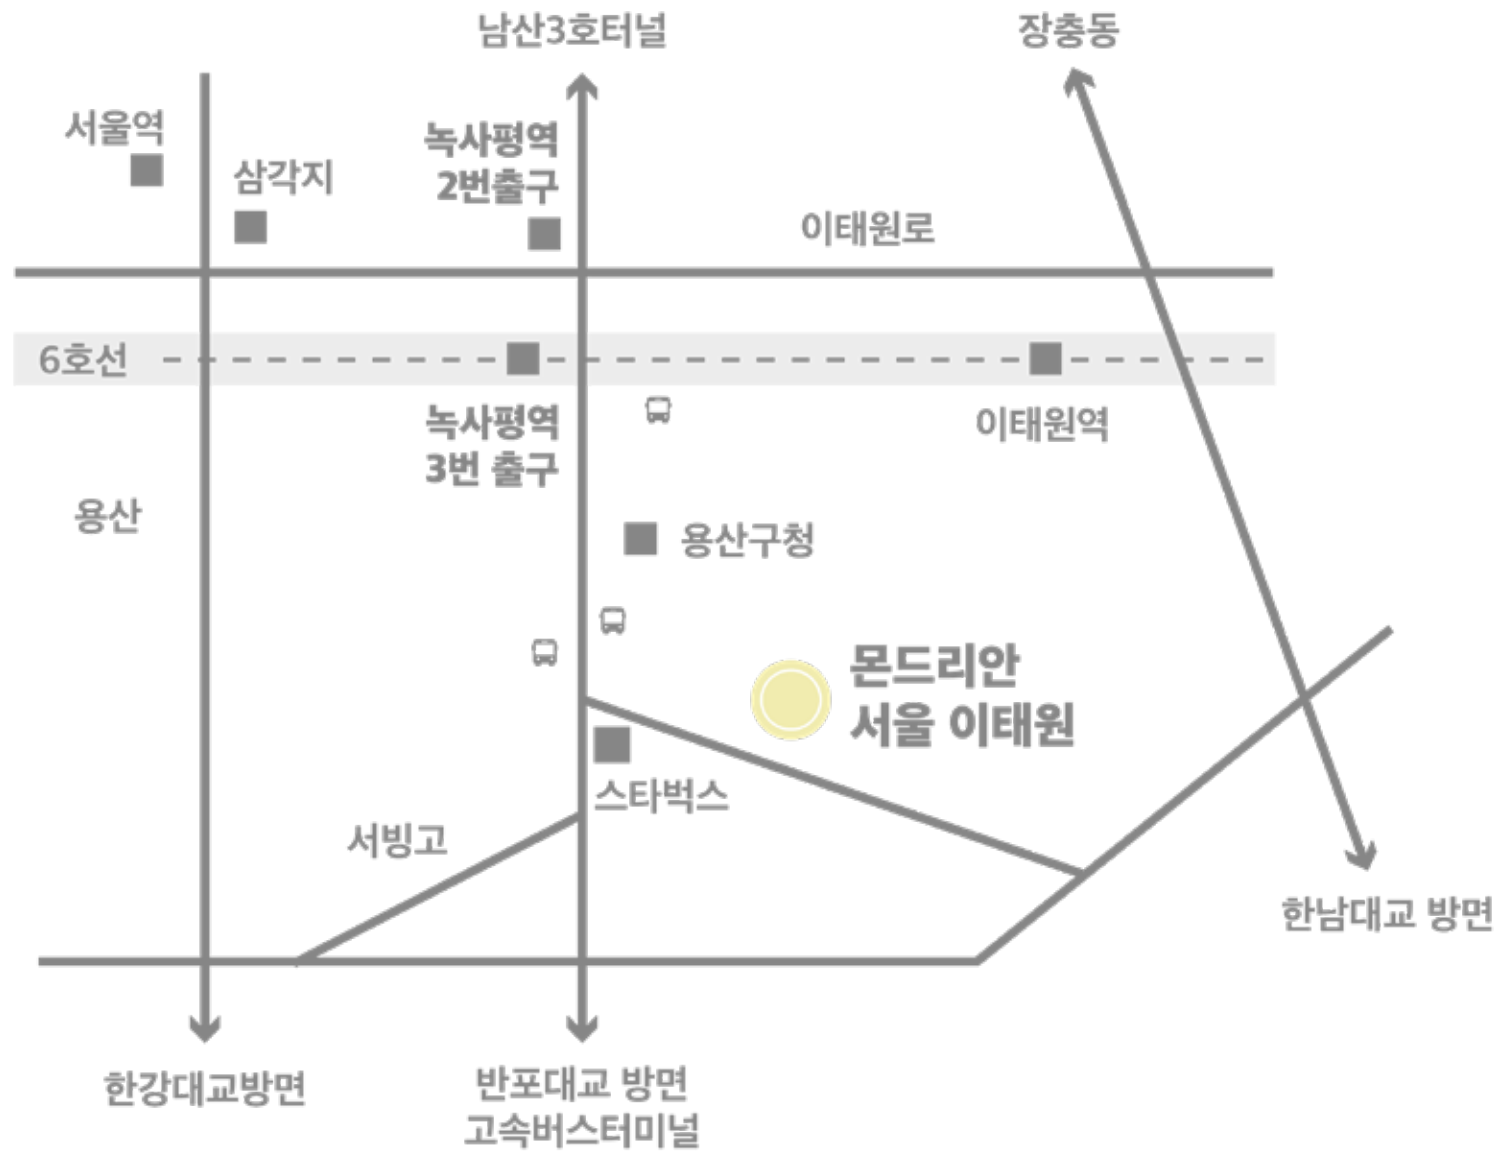 남산3호터널
장충동
서울역
녹사평역
2번출구
삼각지
이태원로
6호선
녹사평역
3번 출구
이태원역
용산
용산구청
몬드리안
서울 이태원
스타벅스
서빙고
한남대교 방면
한강대교방면
반포대교 방면
고속버스터미널